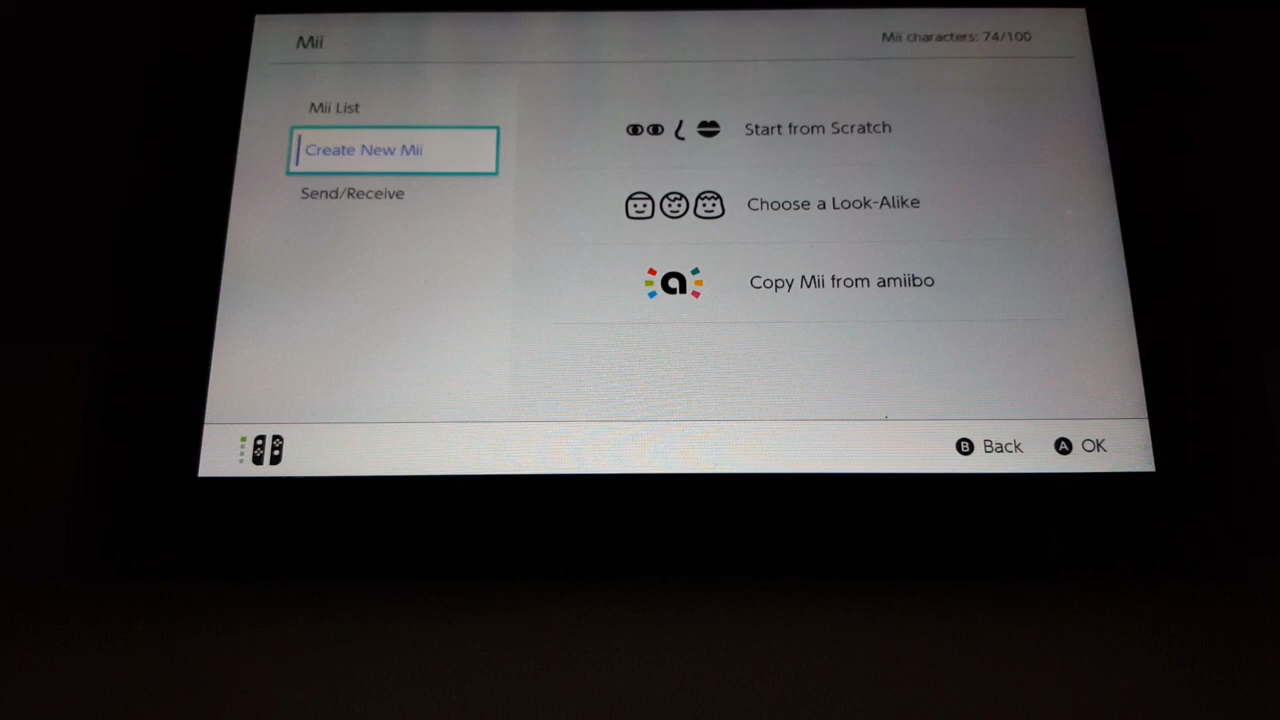 Mii
Mii characters: 74/100
Mii List
Create New Mii
Send/Receive
Start from Scratch
Choose a Look-Alike
a Copy Mii from amiibo
B Back
A OK